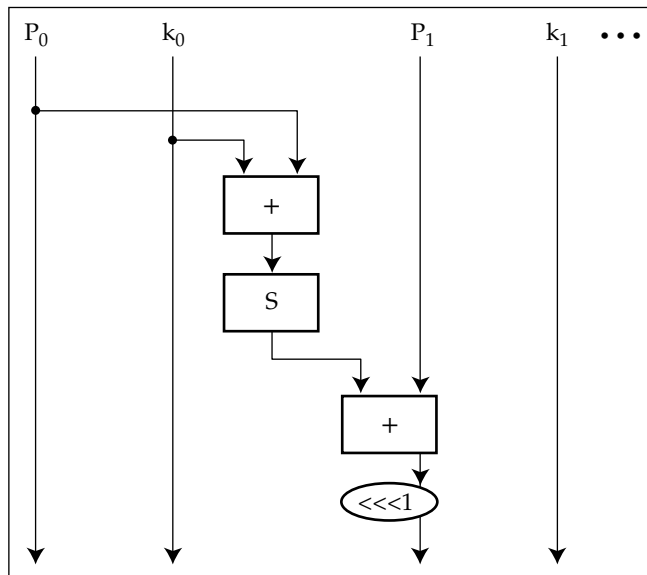 P₀ k₀ P₁ k₁ •••
+
S
+
<<<1